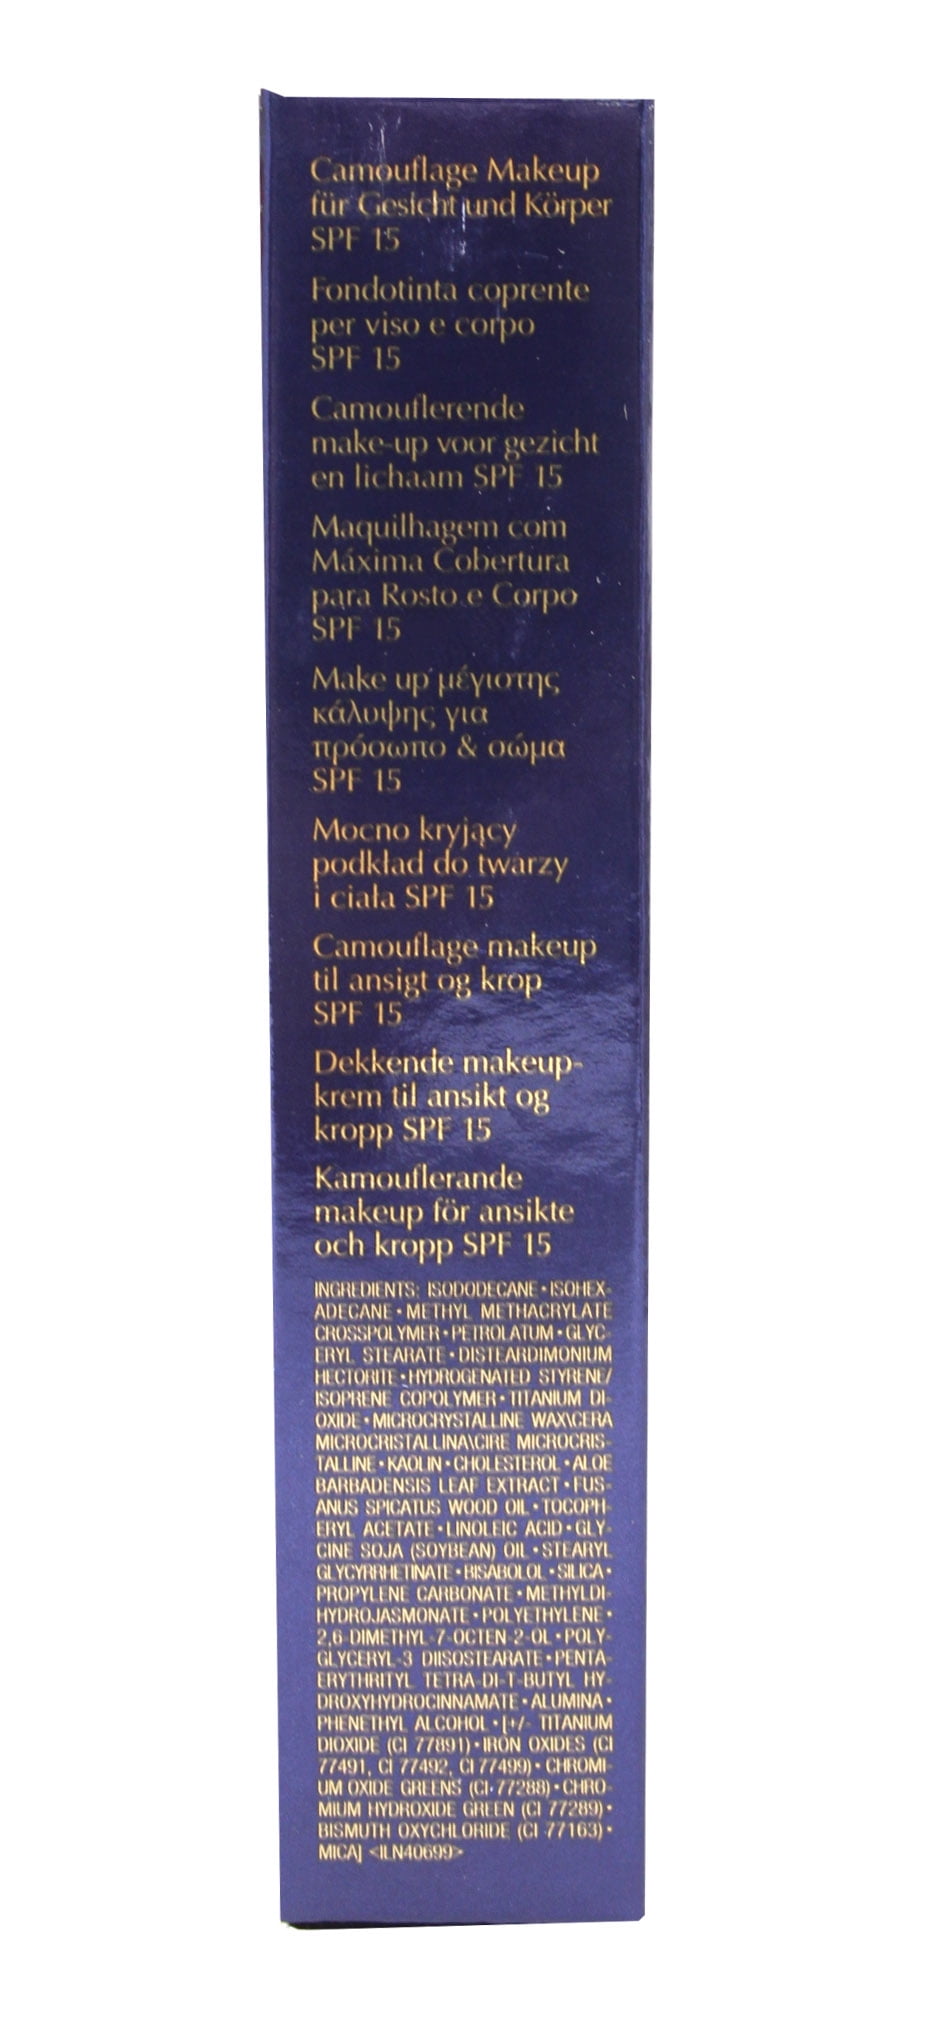 Camouflage Makeup
für Gesicht und Körper
SPF 15
Fondotinta coprente
per viso e corpo
SPF 15
Camouflerende
make-up voor gezicht
en lichaam SPF 15
Maquilhagem com
Máxima Cobertura
para Rosto e Corpo
SPF 15
Make up μέγιστης
κάλυψης για
πρόσωπο & σώμα
SPF 15
Mocno kryjący
podkład do twarzy
i ciała SPF 15
Camouflage makeup
til ansigt og krop
SPF 15
Dekkende makeup-
krem til ansikt og
kropp SPF 15
Kamouflerande
makeup för ansikte
och kropp SPF 15
INGREDIENTS: ISODODECANE • ISOHEX-
ADECANE • METHYL METHACRYLATE
CROSSPOLYMER • PETROLATUM • GLYC-
ERYL STEARATE • DISTEARDIMONIUM
HECTORITE • HYDROGENATED STYRENE/
ISOPRENE COPOLYMER • TITANIUM DI-
OXIDE • MICROCRYSTALLINE WAX\CERA
MICROCRISTALLINA\CIRE MICROCRIS-
TALLINE • KAOLIN • CHOLESTEROL • ALOE
BARBADENSIS LEAF EXTRACT • FUS-
ANUS SPICATUS WOOD OIL • TOCOPH-
ERYL ACETATE • LINOLEIC ACID • GLY-
CINE SOJA (SOYBEAN) OIL • STEARYL
GLYCYRRHETINATE • BISABOLOL • SILICA •
PROPYLENE CARBONATE • METHYLDI-
HYDROJASMONATE • POLYETHYLENE •
2,6-DIMETHYL-7-OCTEN-2-OL • POLY-
GLYCERYL-3 DIISOSTEARATE • PENTA-
ERYTHRITYL TETRA-DI-T-BUTYL HY-
DROXYHYDROCINNAMATE • ALUMINA •
PHENETHYL ALCOHOL • [+/- TITANIUM
DIOXIDE (CI 77891) • IRON OXIDES (CI
77491, CI 77492, CI 77499) • CHROMI-
UM OXIDE GREENS (CI 77288) • CHRO-
MIUM HYDROXIDE GREEN (CI 77289) •
BISMUTH OXYCHLORIDE (CI 77163) •
MICA] <ILN40699>